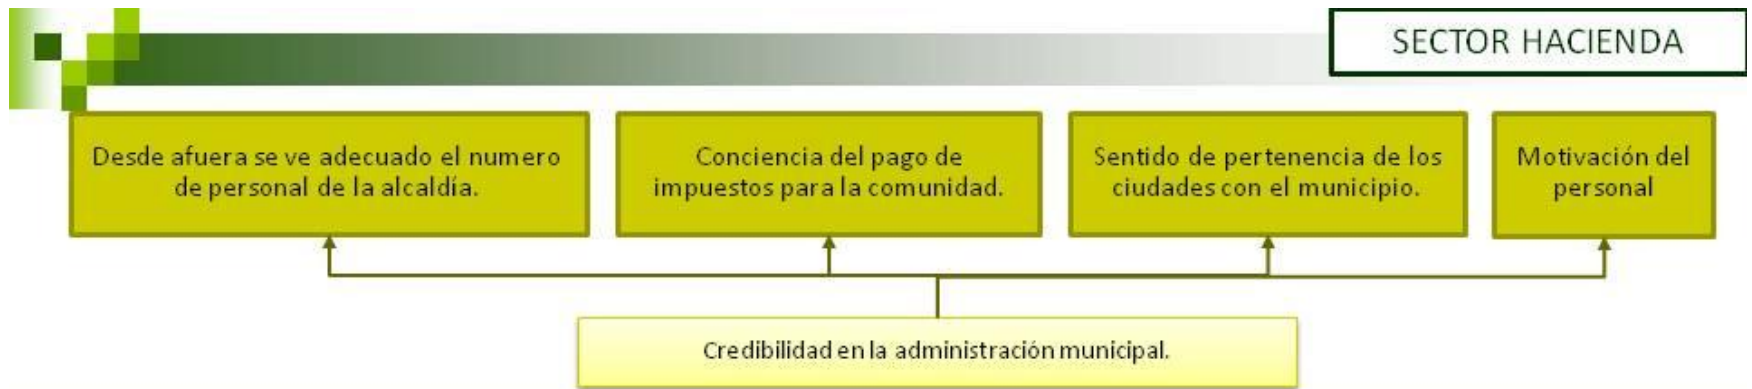 SECTOR HACIENDA
Desde afuera se ve adecuado el numero
de personal de la alcaldía.
Conciencia del pago de
impuestos para la comunidad.
Sentido de pertenencia de los
ciudades con el municipio.
Motivación del
personal
Credibilidad en la administración municipal.